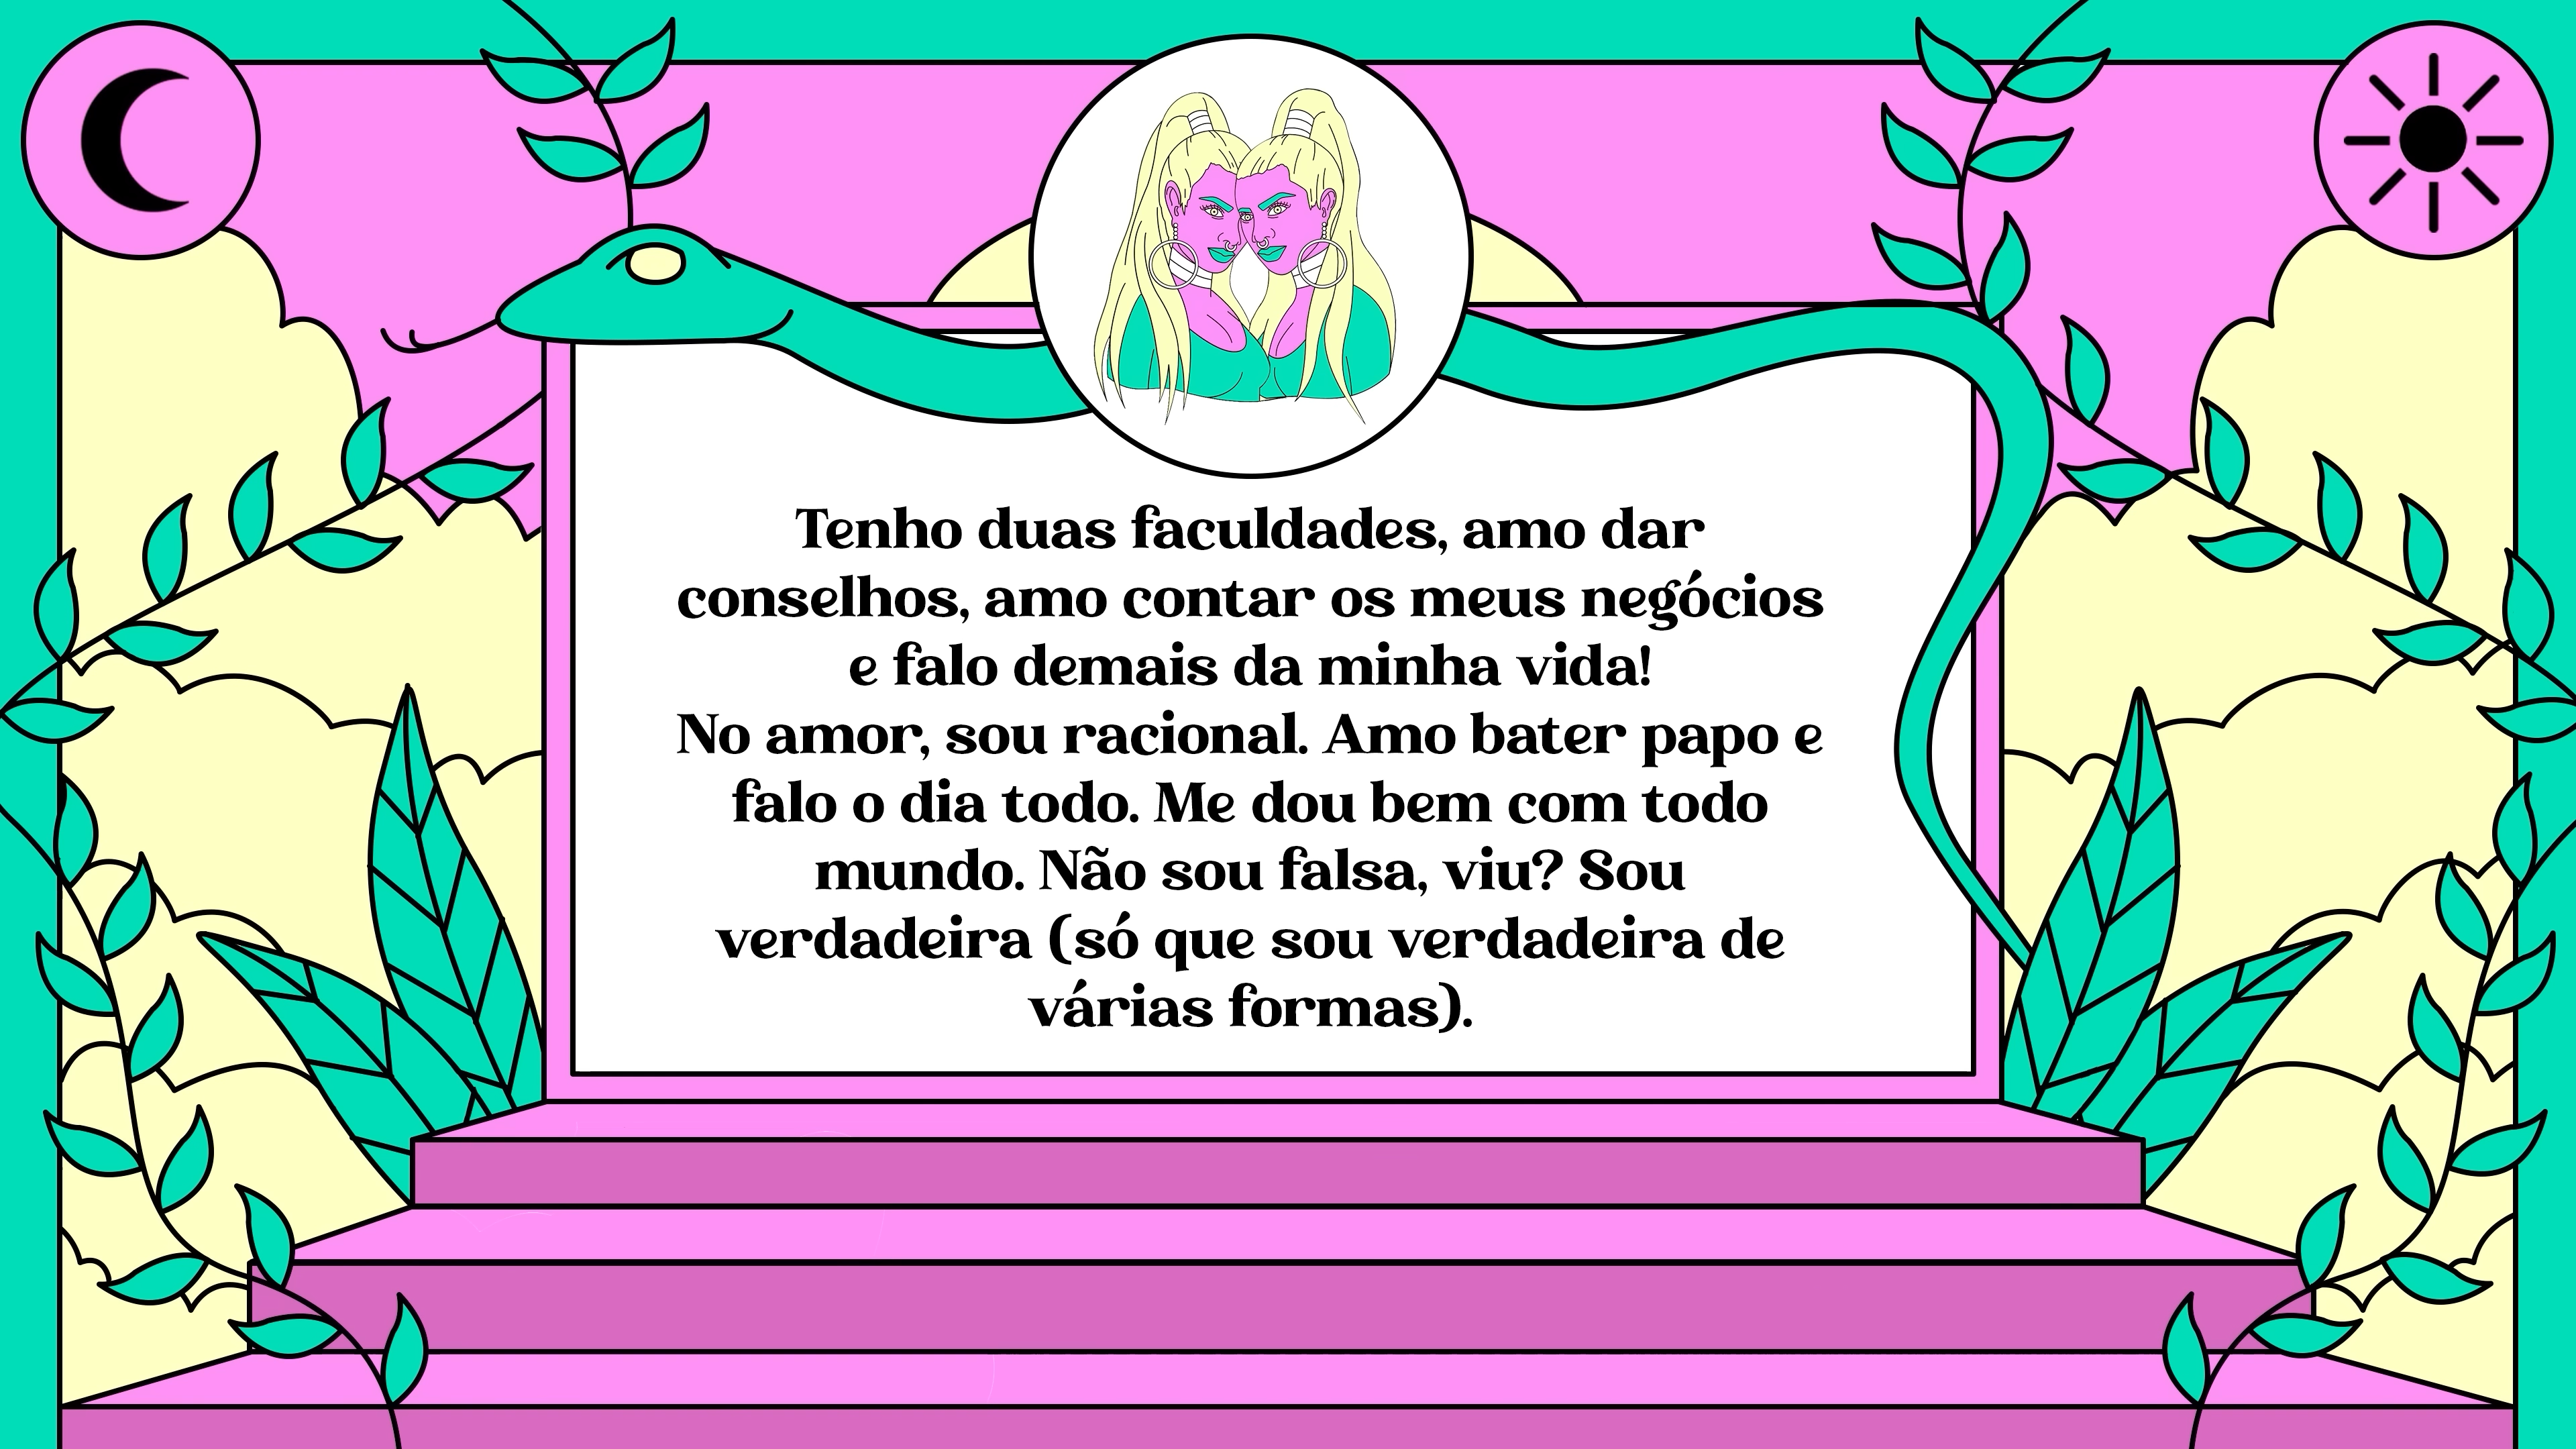 Tenho duas faculdades, amo dar
conselhos, amo contar os meus negócios
e falo demais da minha vida!
No amor, sou racional. Amo bater papo e
falo o dia todo. Me dou bem com todo
mundo. Não sou falsa, viu? Sou
verdadeira (só que sou verdadeira de
várias formas).